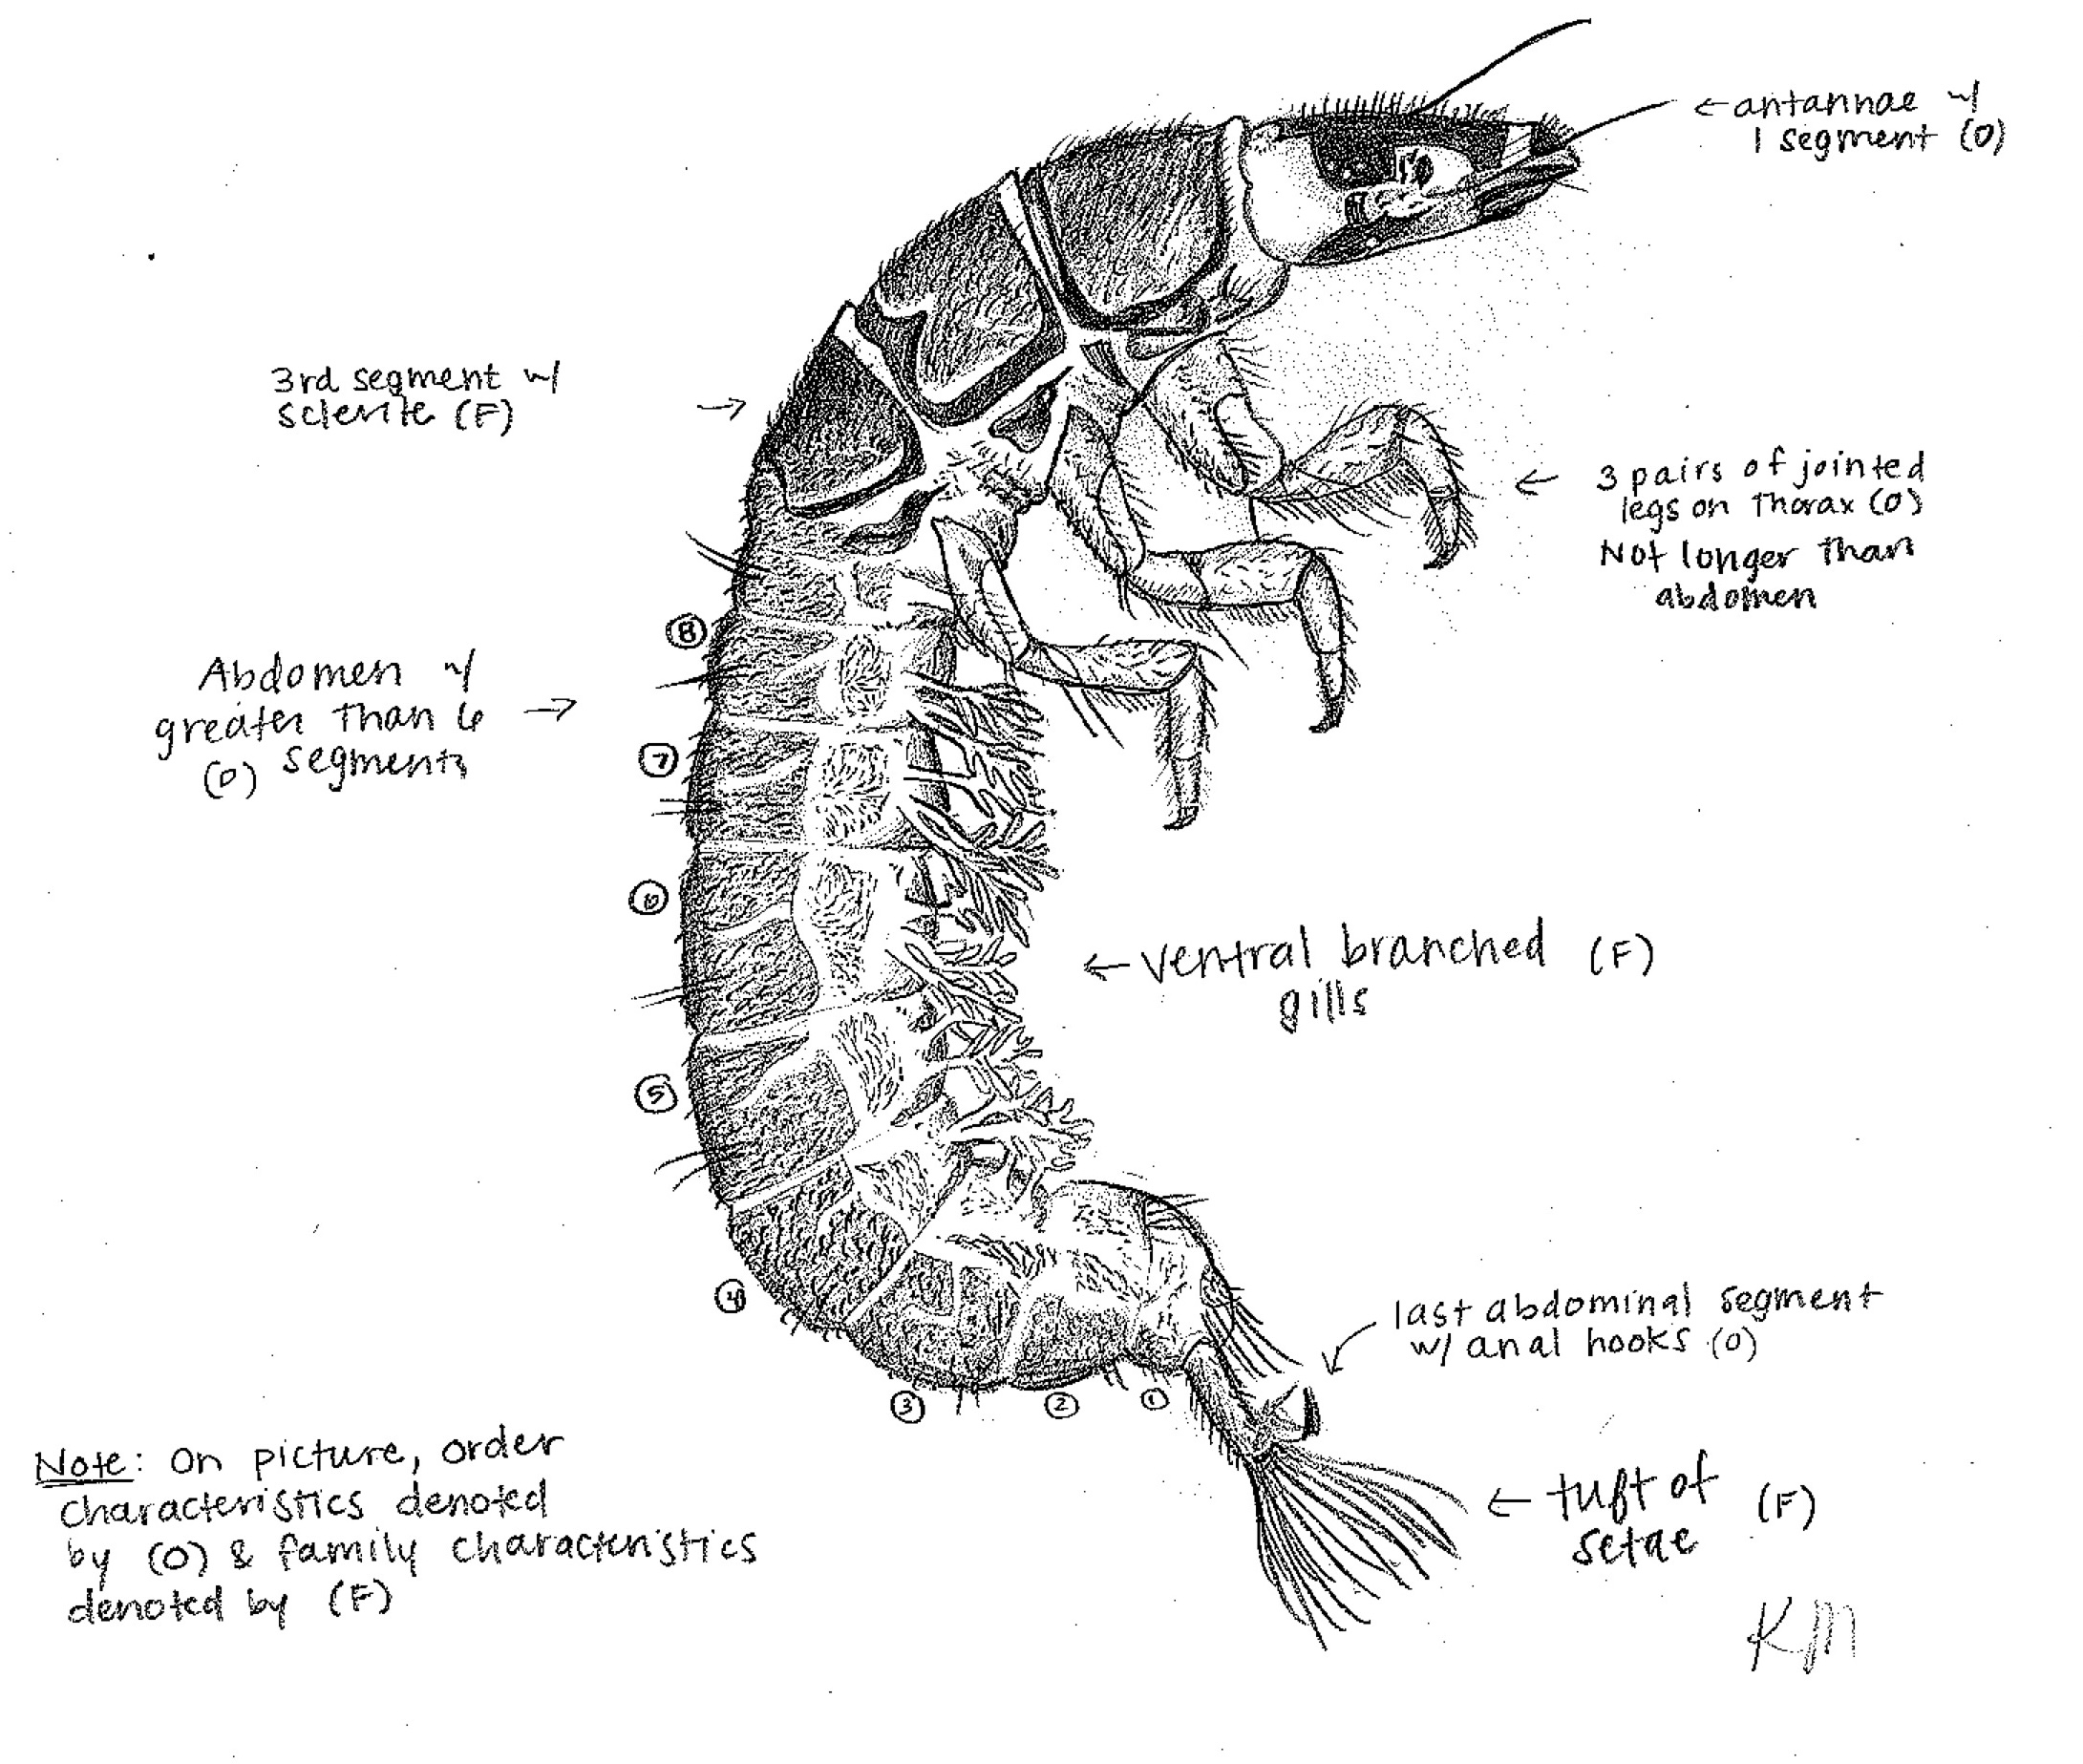 ←antannae w/
1 segment (O)
3rd segment w/
sclerite (F)
→
← 3 pairs of jointed
legs on Thorax (O)
Not longer than
abdomen
Abdomen w/
greater than 6 →
(O) segments
8
7
6
5
4
3
2
1
← ventral branched (F)
gills
last abdominal segment
w/ anal hooks (O)
← tuft of (F)
setae
Note: On picture, order
characteristics denoted
by (O) & family characteristics
denoted by (F)
KM